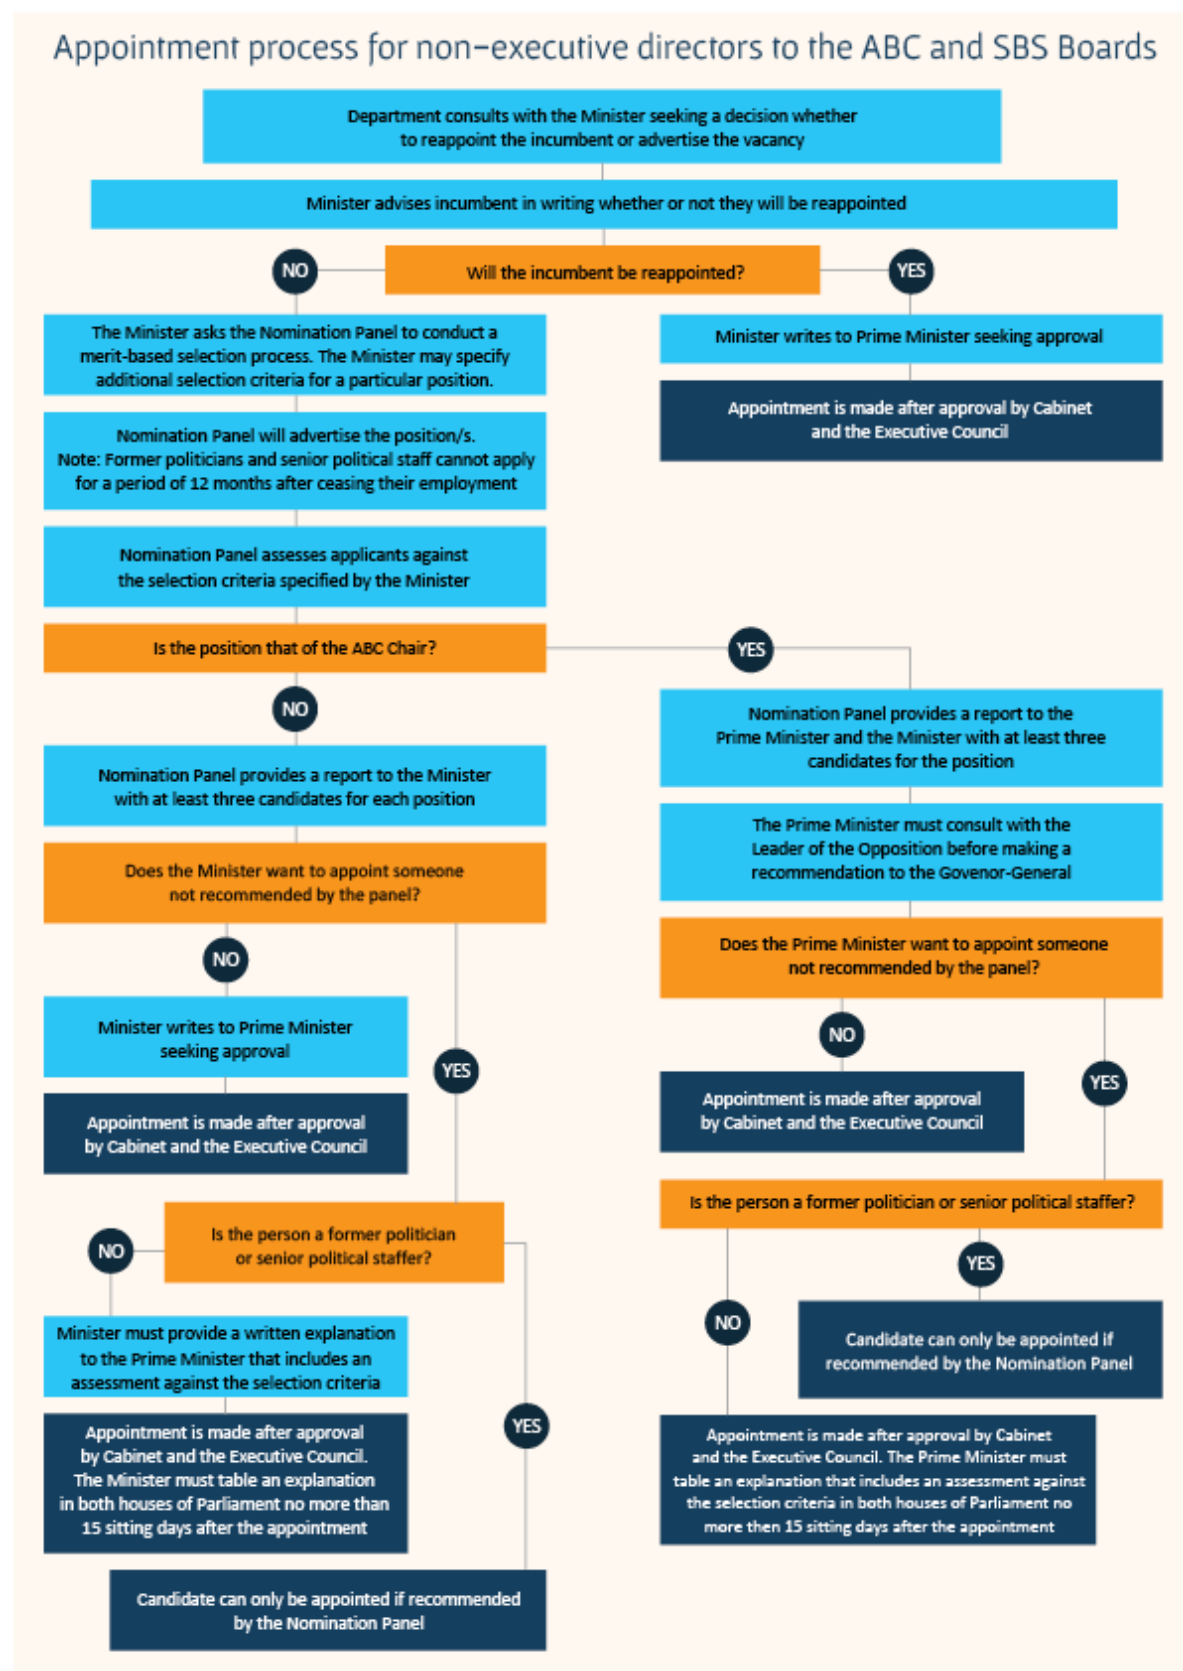 Appointment process for non-executive directors to the ABC and SBS Boards
Department consults with the Minister seeking a decision whether
to reappoint the incumbent or advertise the vacancy
Minister advises incumbent in writing whether or not they will be reappointed
NO
Will the incumbent be reappointed?
YES
The Minister asks the Nomination Panel to conduct a
merit-based selection process. The Minister may specify
additional selection criteria for a particular position.
Minister writes to Prime Minister seeking approval
Appointment is made after approval by Cabinet
and the Executive Council
Nomination Panel will advertise the position/s.
Note: Former politicians and senior political staff cannot apply
for a period of 12 months after ceasing their employment
Nomination Panel assesses applicants against
the selection criteria specified by the Minister
Is the position that of the ABC Chair?
YES
NO
Nomination Panel provides a report to the Minister
with at least three candidates for each position
Does the Minister want to appoint someone
not recommended by the panel?
NO
Minister writes to Prime Minister
seeking approval
YES
Appointment is made after approval
by Cabinet and the Executive Council
Is the person a former politician
or senior political staffer?
NO
Minister must provide a written explanation
to the Prime Minister that includes an
assessment against the selection criteria
Appointment is made after approval
by Cabinet and the Executive Council.
The Minister must table an explanation
in both houses of Parliament no more than
15 sitting days after the appointment
YES
Candidate can only be appointed if recommended
by the Nomination Panel
Nomination Panel provides a report to the
Prime Minister and the Minister with at least three
candidates for the position
The Prime Minister must consult with the
Leader of the Opposition before making a
recommendation to the Govenor-General
Does the Prime Minister want to appoint someone
not recommended by the panel?
NO
Appointment is made after approval
by Cabinet and the Executive Council
YES
Is the person a former politician or senior political staffer?
YES
Candidate can only be appointed if
recommended by the Nomination Panel
NO
Appointment is made after approval by Cabinet
and the Executive Council. The Prime Minister must
table an explanation that includes an assessment against
the selection criteria in both houses of Parliament no
more then 15 sitting days after the appointment